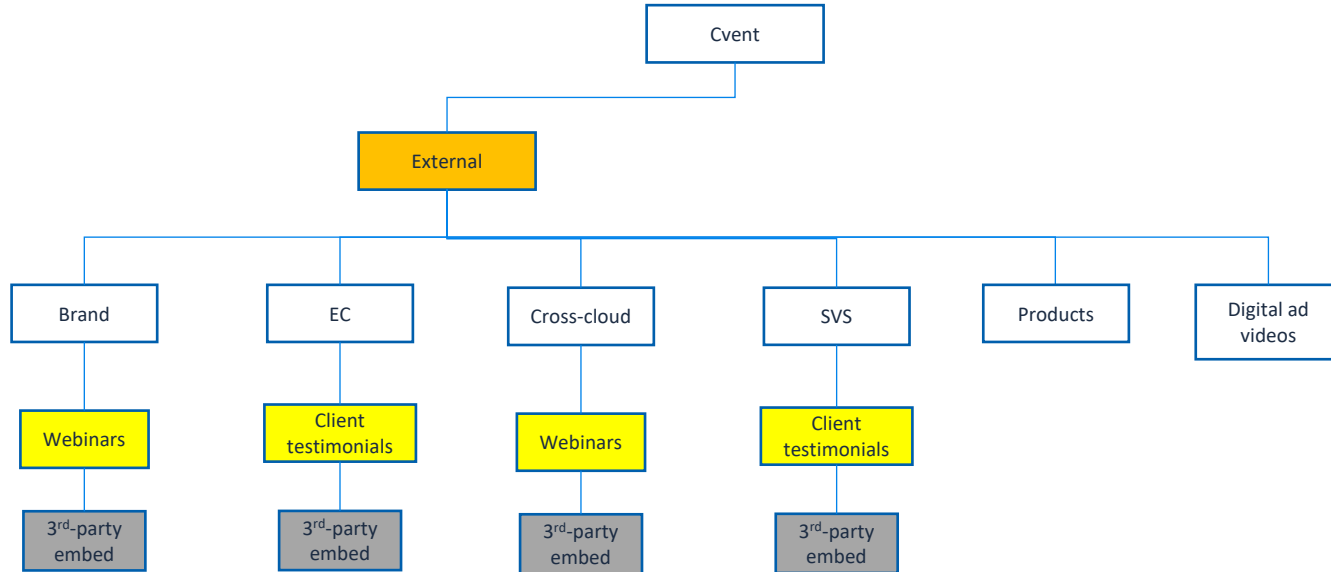 Cvent
External
Brand
EC
Cross-cloud
SVS
Products
Digital ad
videos
Webinars
Client
testimonials
Webinars
Client
testimonials
3rd-party
embed
3rd-party
embed
3rd-party
embed
3rd-party
embed